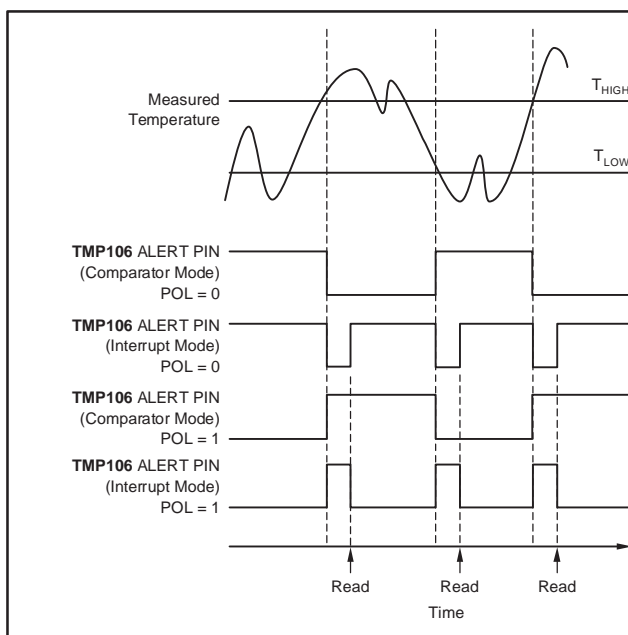 Measured
Temperature
T_HIGH
T_LOW
TMP106 ALERT PIN
(Comparator Mode)
POL = 0
TMP106 ALERT PIN
(Interrupt Mode)
POL = 0
TMP106 ALERT PIN
(Comparator Mode)
POL = 1
TMP106 ALERT PIN
(Interrupt Mode)
POL = 1
Read Read Read
Time